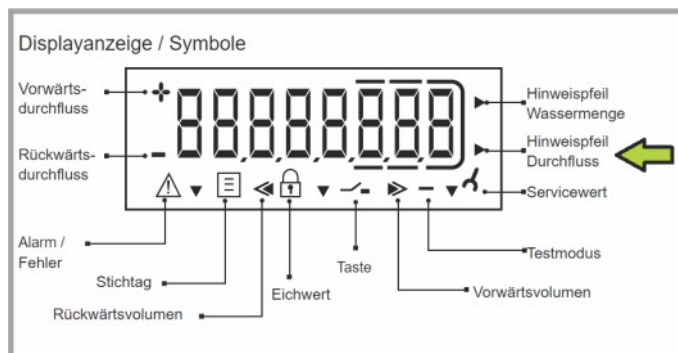 Displayanzeige / Symbole
Vorwärts-
durchfluss
Hinweispfeil
Wassermenge
Rückwärts-
durchfluss
Hinweispfeil
Durchfluss
88888888
Servicewert
Alarm /
Fehler
Stichtag
Rückwärtsvolumen
Eichwert
Taste
Testmodus
Vorwärtsvolumen